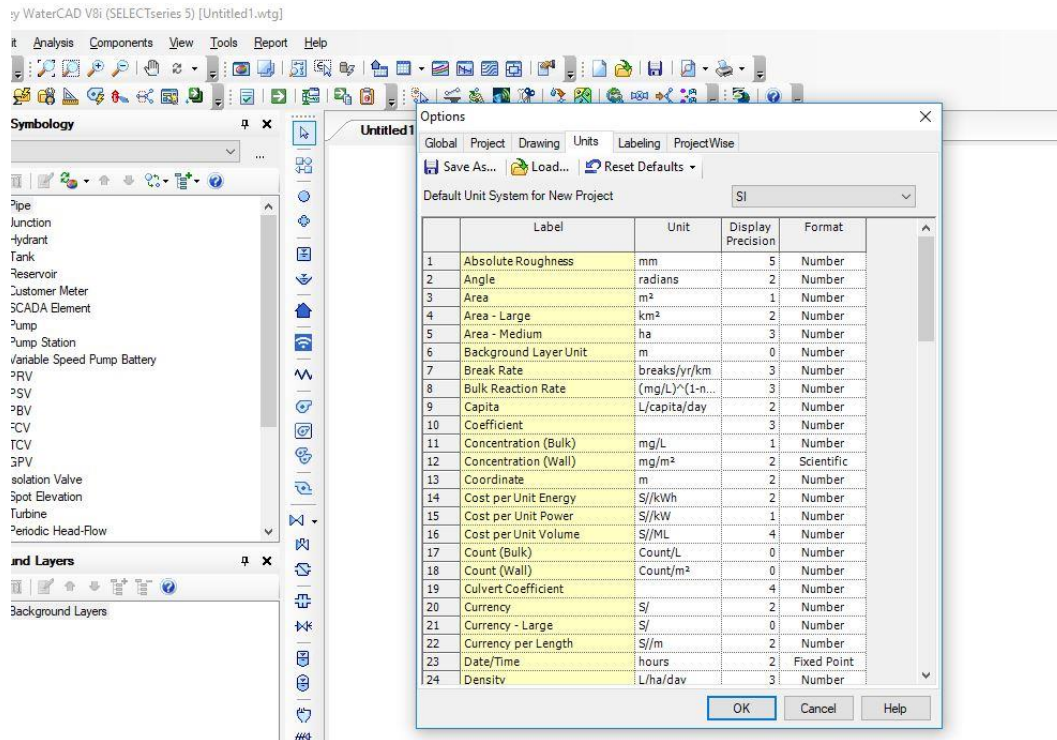 ey WaterCAD V8i (SELECTseries 5) [Untitled1.wtg]
it Analysis Components View Tools Report Help
Symbology
Pipe
Junction
Hydrant
Tank
Reservoir
Customer Meter
SCADA Element
Pump
Pump Station
Variable Speed Pump Battery
PRV
PSV
PBV
FCV
TCV
GPV
solation Valve
Spot Elevation
Turbine
Periodic Head-Flow
und Layers
Background Layers
Untitled1
Options
Global Project Drawing Units Labeling ProjectWise
Save As... Load... Reset Defaults
Default Unit System for New Project SI
Label Unit Display Precision Format
1 Absolute Roughness mm 5 Number
2 Angle radians 2 Number
3 Area m² 1 Number
4 Area - Large km² 2 Number
5 Area - Medium ha 3 Number
6 Background Layer Unit m 0 Number
7 Break Rate breaks/yr/km 3 Number
8 Bulk Reaction Rate (mg/L)^(1-n... 3 Number
9 Capita L/capita/day 2 Number
10 Coefficient 3 Number
11 Concentration (Bulk) mg/L 1 Number
12 Concentration (Wall) mg/m² 2 Scientific
13 Coordinate m 2 Number
14 Cost per Unit Energy S//kWh 2 Number
15 Cost per Unit Power S//kW 1 Number
16 Cost per Unit Volume S//ML 4 Number
17 Count (Bulk) Count/L 0 Number
18 Count (Wall) Count/m² 0 Number
19 Culvert Coefficient 4 Number
20 Currency S/ 2 Number
21 Currency - Large S/ 0 Number
22 Currency per Length S//m 2 Number
23 Date/Time hours 2 Fixed Point
24 Density L/ha/day 3 Number
OK Cancel Help